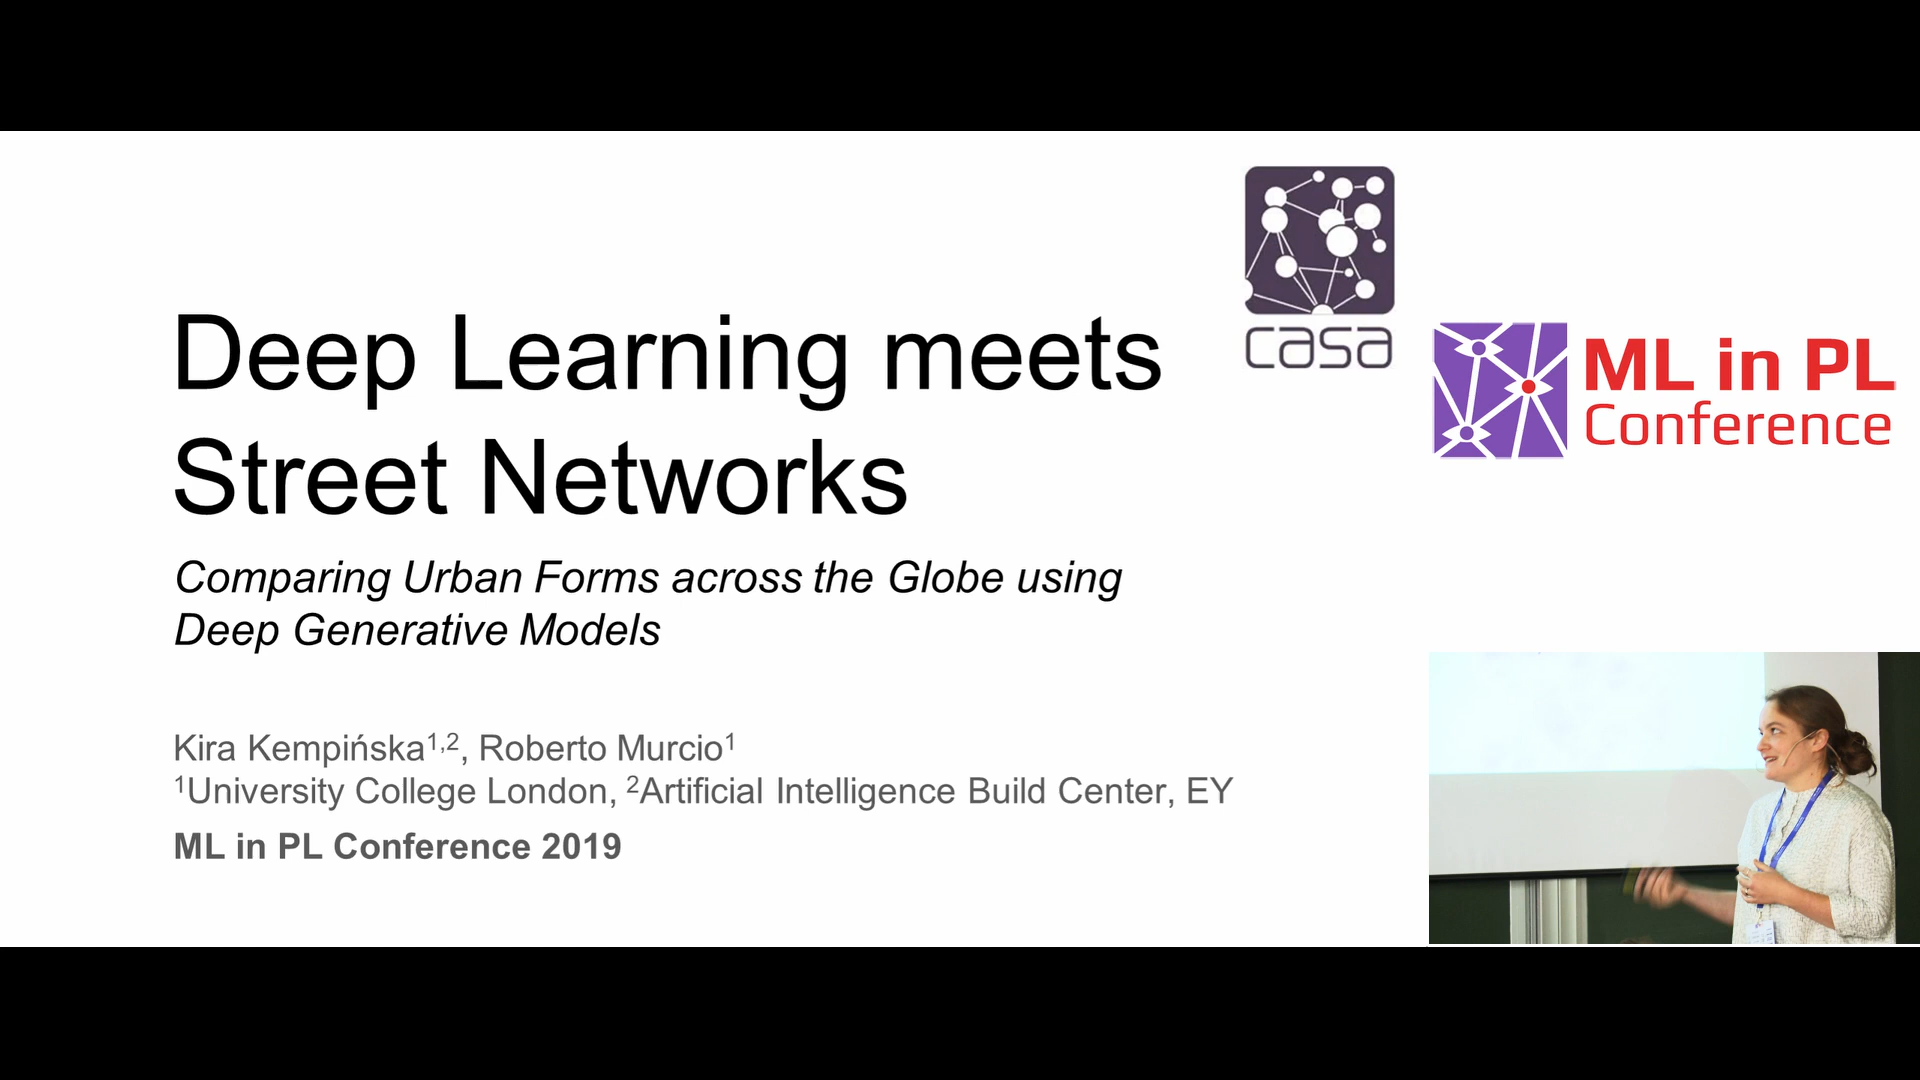 casa
ML in PL
Conference
Deep Learning meets
Street Networks
Comparing Urban Forms across the Globe using
Deep Generative Models
Kira Kempińska¹,², Roberto Murcio¹
¹University College London, ²Artificial Intelligence Build Center, EY
ML in PL Conference 2019